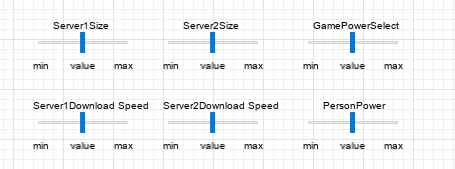 Server1Size Server2Size GamePowerSelect
min value max min value max min value max
Server1Download Speed Server2Download Speed PersonPower
min value max min value max min value max